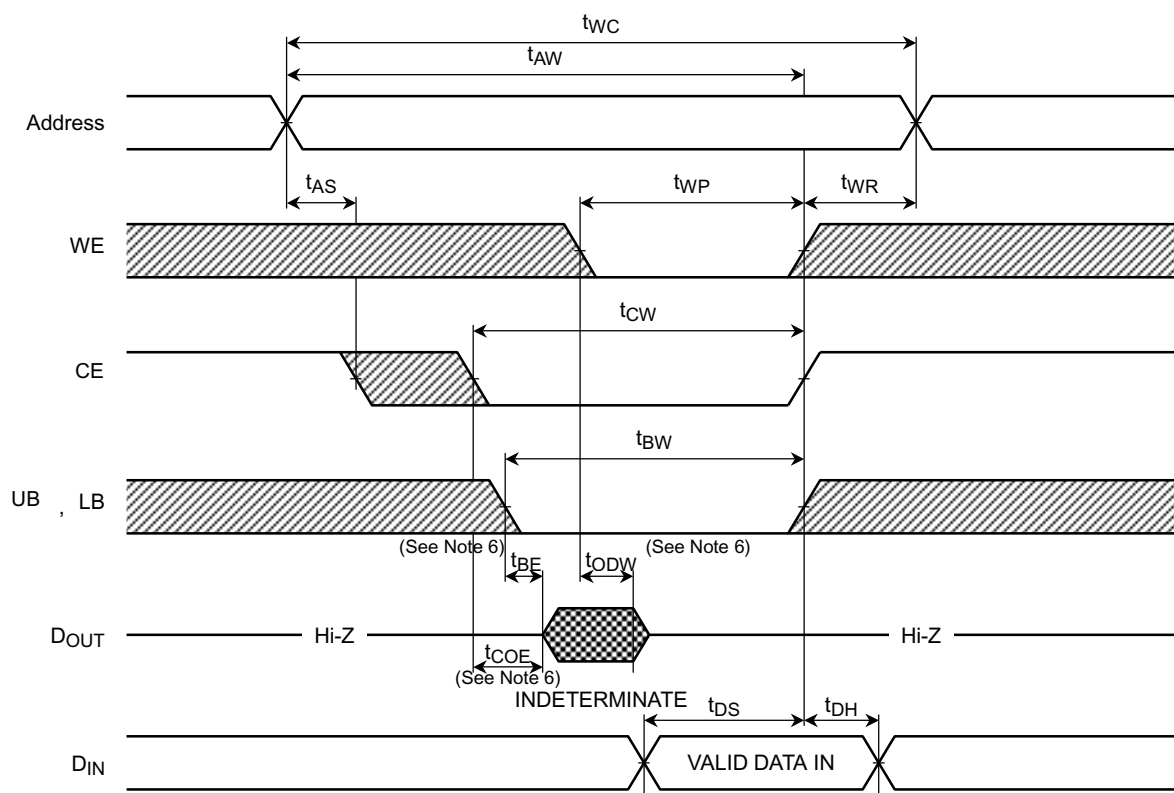 tWC
tAW
Address
tAS
tWP
tWR
WE
tCW
CE
tBW
UB , LB
(See Note 6)
(See Note 6)
tBE
tODW
DOUT
Hi-Z
Hi-Z
tCOE
(See Note 6)
INDETERMINATE
tDS
tDH
DIN
VALID DATA IN